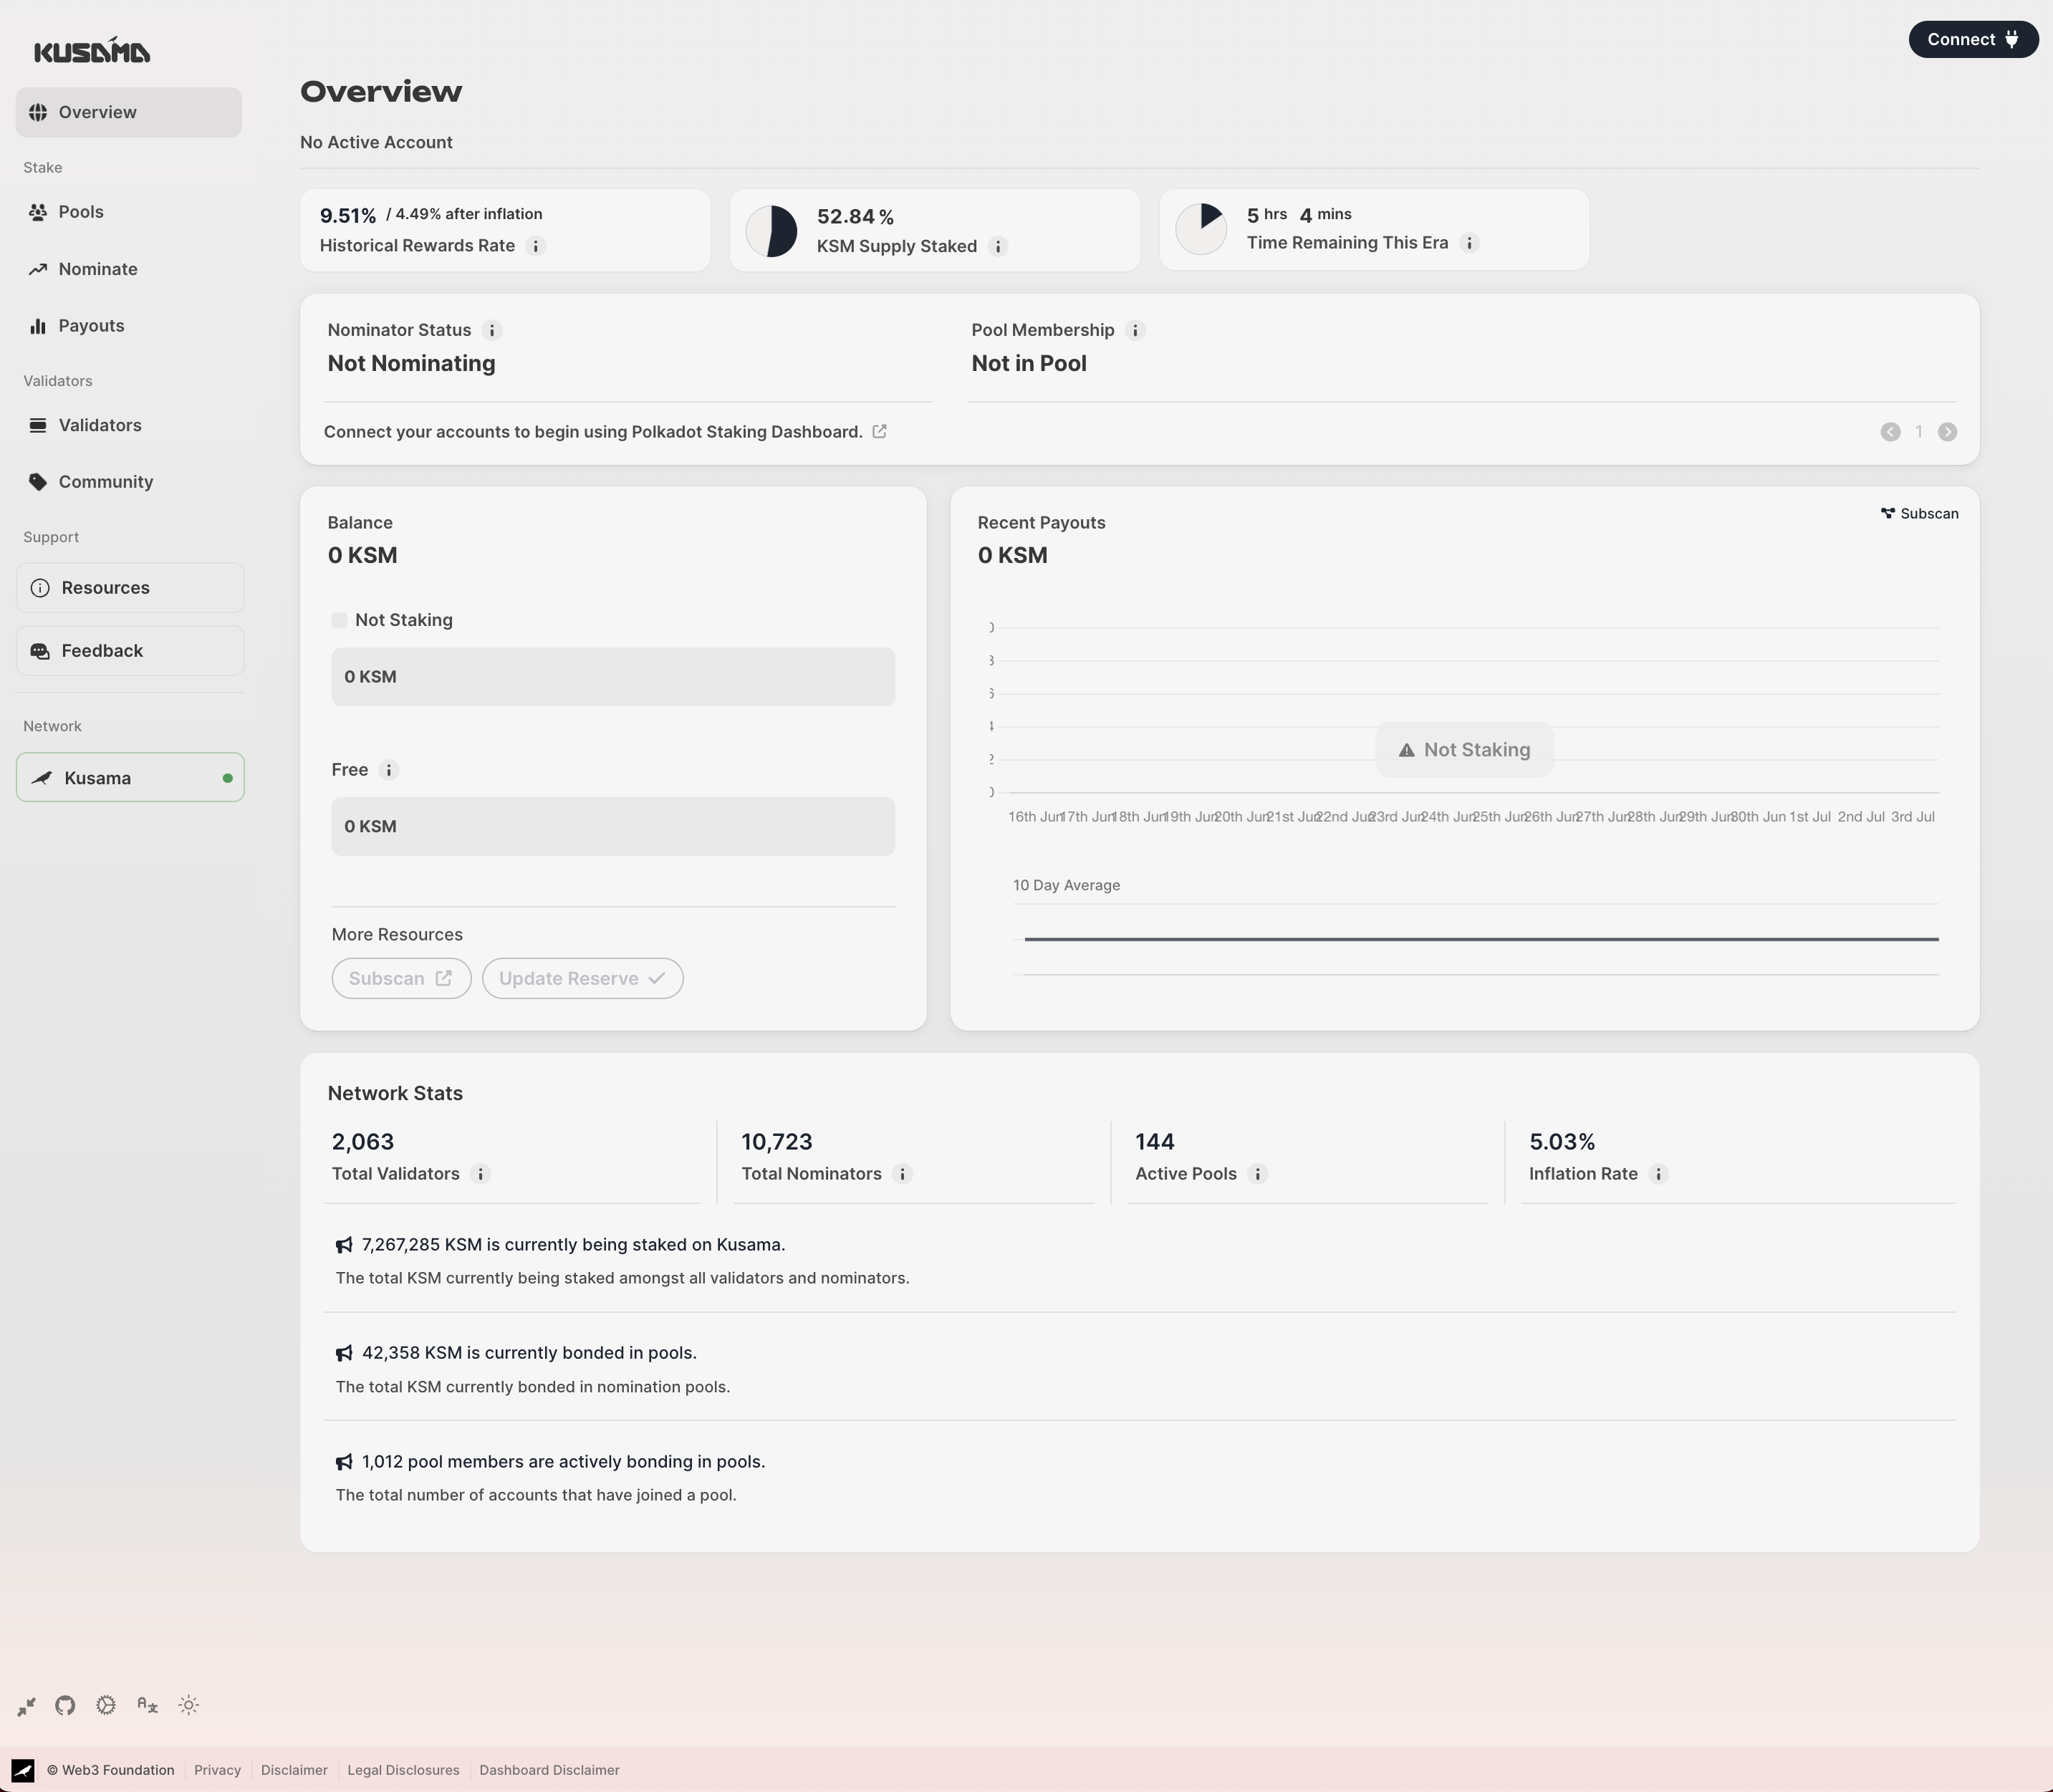 KUSAMA
Connect
Overview
Overview
No Active Account
Stake
Pools
Nominate
Payouts
Validators
Validators
Community
Support
Resources
Feedback
Network
Kusama
9.51% / 4.49% after inflation
Historical Rewards Rate
52.84%
KSM Supply Staked
5 hrs 4 mins
Time Remaining This Era
Nominator Status
Not Nominating
Pool Membership
Not in Pool
Connect your accounts to begin using Polkadot Staking Dashboard.
1
Balance
0 KSM
Not Staking
0 KSM
Free
0 KSM
More Resources
Subscan
Update Reserve
Recent Payouts
0 KSM
Subscan
0
8
6
4
2
0
Not Staking
16th Jun 17th Jun 18th Jun 19th Jun 20th Jun 21st Jun 22nd Jun 23rd Jun 24th Jun 25th Jun 26th Jun 27th Jun 28th Jun 29th Jun 30th Jun 1st Jul 2nd Jul 3rd Jul
10 Day Average
Network Stats
2,063
Total Validators
10,723
Total Nominators
144
Active Pools
5.03%
Inflation Rate
7,267,285 KSM is currently being staked on Kusama.
The total KSM currently being staked amongst all validators and nominators.
42,358 KSM is currently bonded in pools.
The total KSM currently bonded in nomination pools.
1,012 pool members are actively bonding in pools.
The total number of accounts that have joined a pool.
© Web3 Foundation
Privacy
Disclaimer
Legal Disclosures
Dashboard Disclaimer